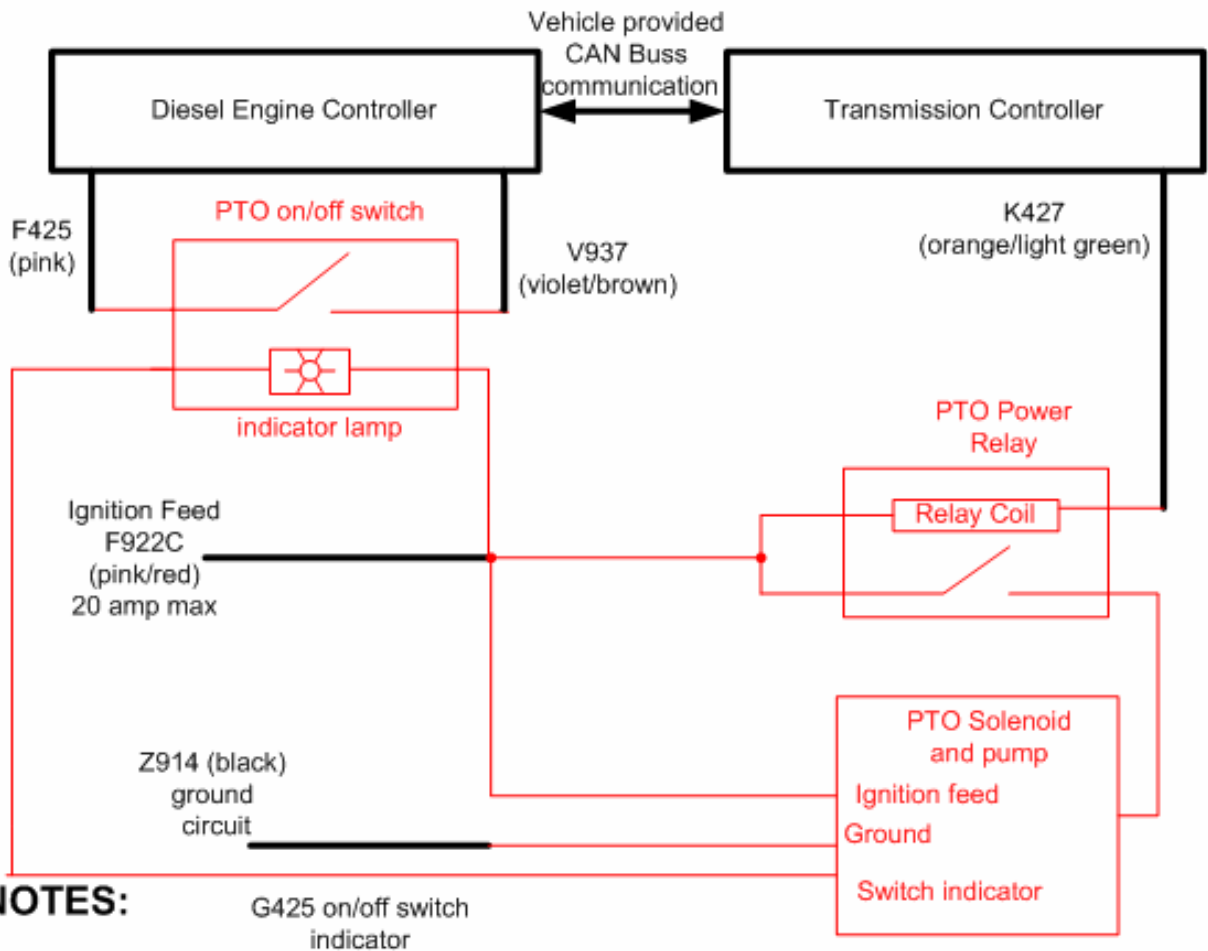 Vehicle provided
CAN Buss
communication
Diesel Engine Controller
Transmission Controller
F425
(pink)
PTO on/off switch
V937
(violet/brown)
K427
(orange/light green)
indicator lamp
PTO Power
Relay
Relay Coil
Ignition Feed
F922C
(pink/red)
20 amp max
PTO Solenoid
and pump
Ignition feed
Ground
Switch indicator
Z914 (black)
ground
circuit
NOTES:
G425 on/off switch
indicator